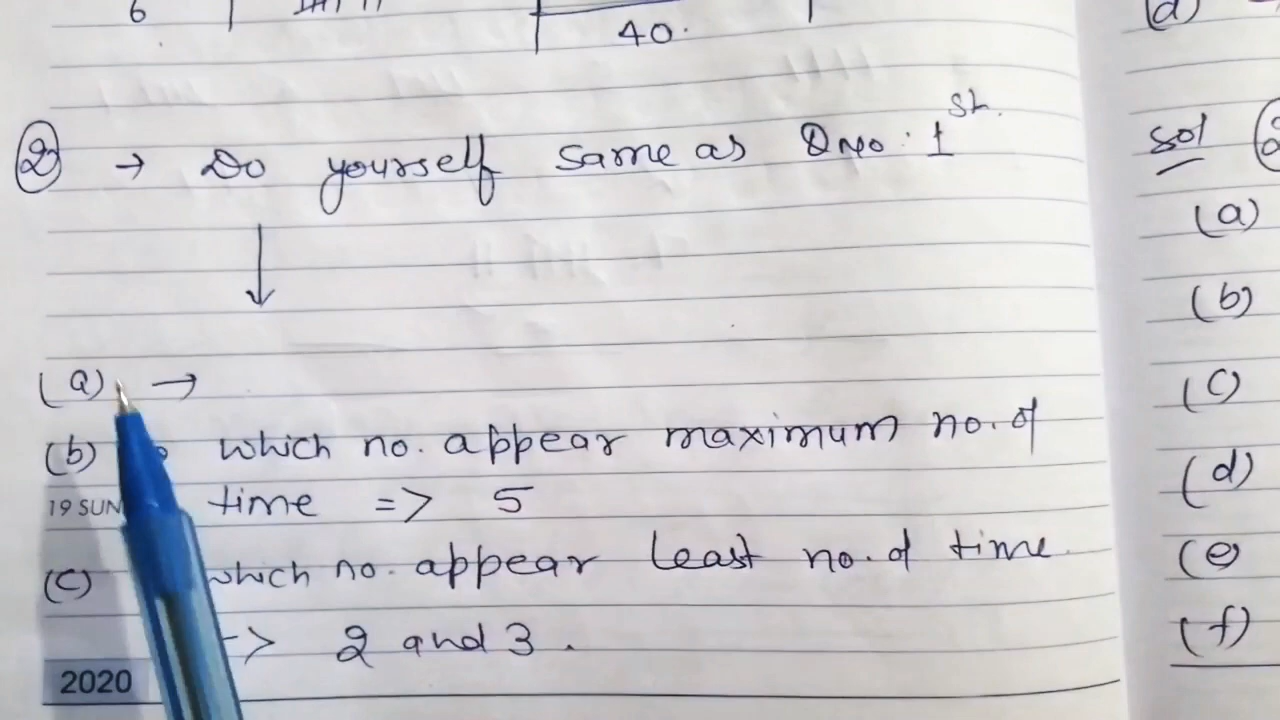 6
40.
(2) → Do yourself same as Q no. 1st.
(a) →
(b) which no. appear maximum no. of
19 SUN time => 5
(c) which no. appear least no. of time.
=> 2 and 3.
2020
(d)
Sol
(a)
(b)
(c)
(d)
(e)
(f)